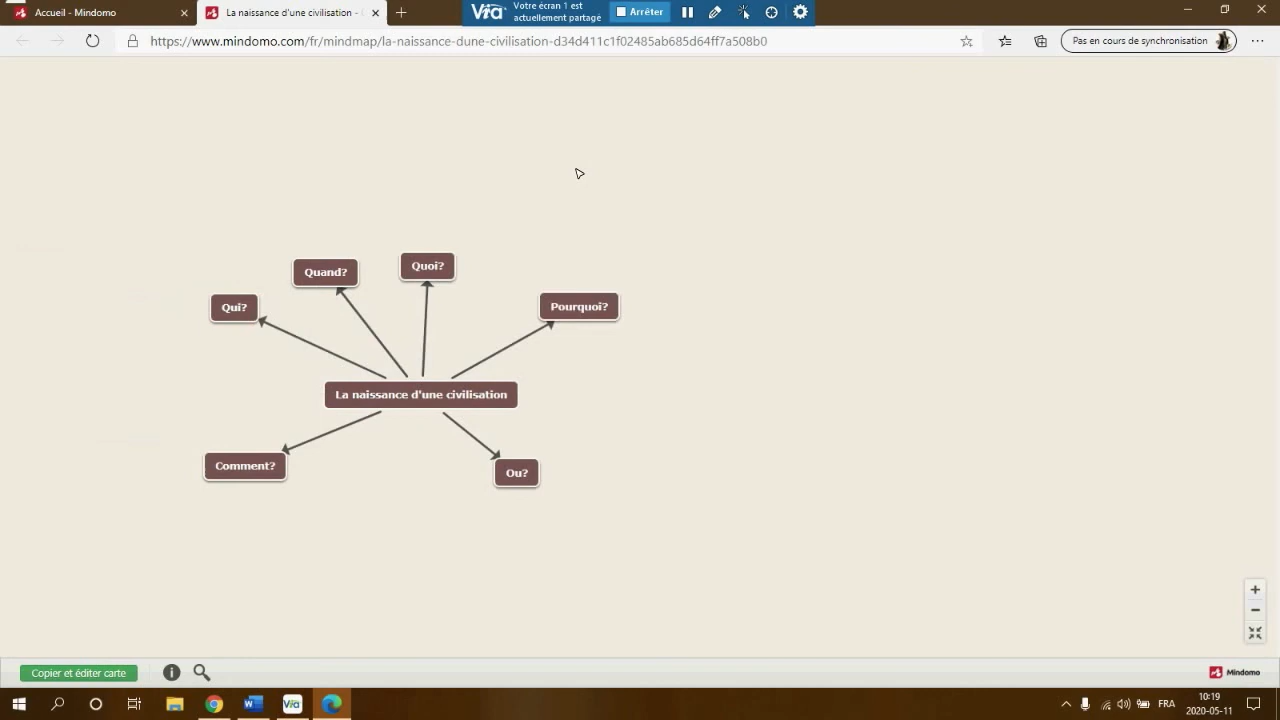 Accueil - Mindomo
La naissance d'une civilisation -
Via
Votre écran 1 est
actuellement partagé
Arrêter
https://www.mindomo.com/fr/mindmap/la-naissance-dune-civilisation-d34d411c1f02485ab685d64ff7a508b0
Pas en cours de synchronisation
Quoi?
Quand?
Qui?
Pourquoi?
La naissance d'une civilisation
Comment?
Ou?
Copier et éditer carte
Mindomo
FRA
10:19
2020-05-11